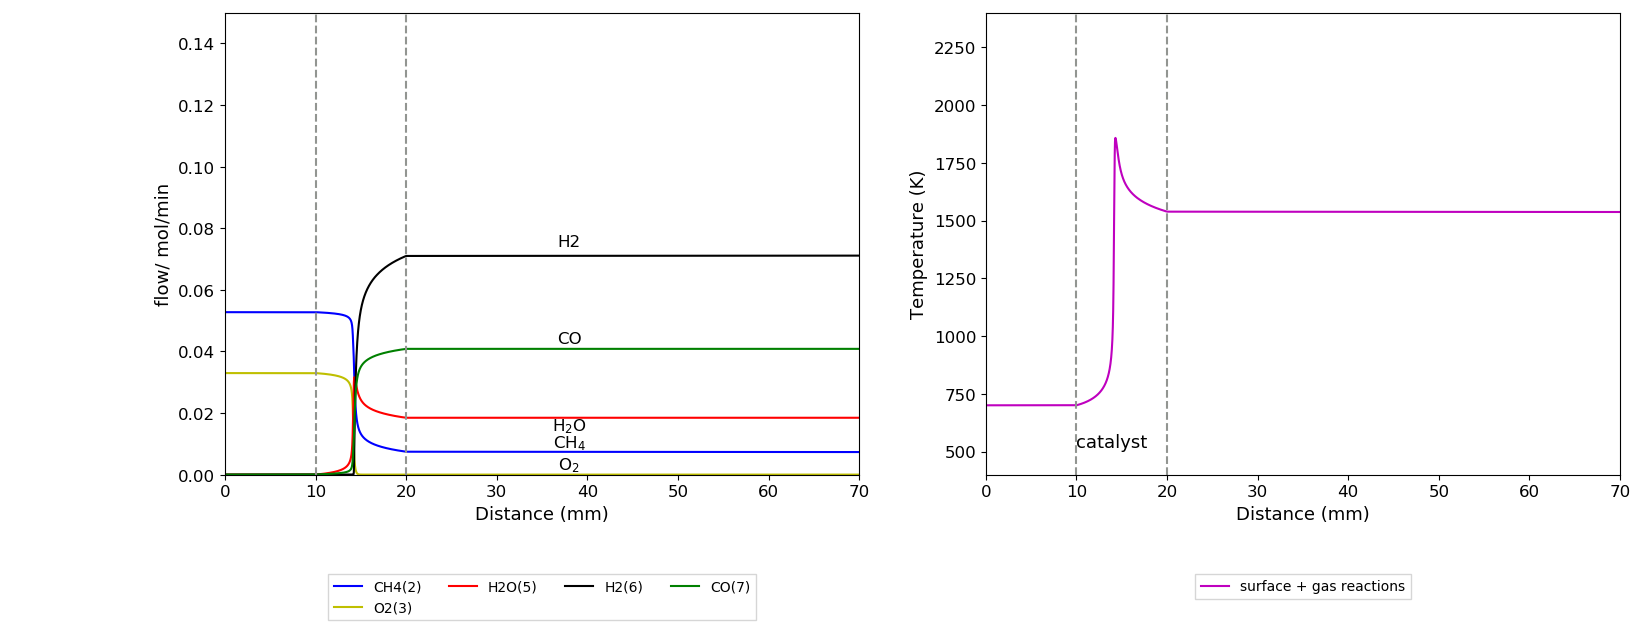 0.14
0.12
0.10
0.08
0.06
0.04
0.02
0.00
flow/ mol/min
H2
CO
H₂O
CH₄
O₂
0 10 20 30 40 50 60 70
Distance (mm)
CH4(2) H2O(5) H2(6) CO(7)
O2(3)
2250
2000
1750
1500
1250
1000
750
500
Temperature (K)
catalyst
0 10 20 30 40 50 60 70
Distance (mm)
surface + gas reactions